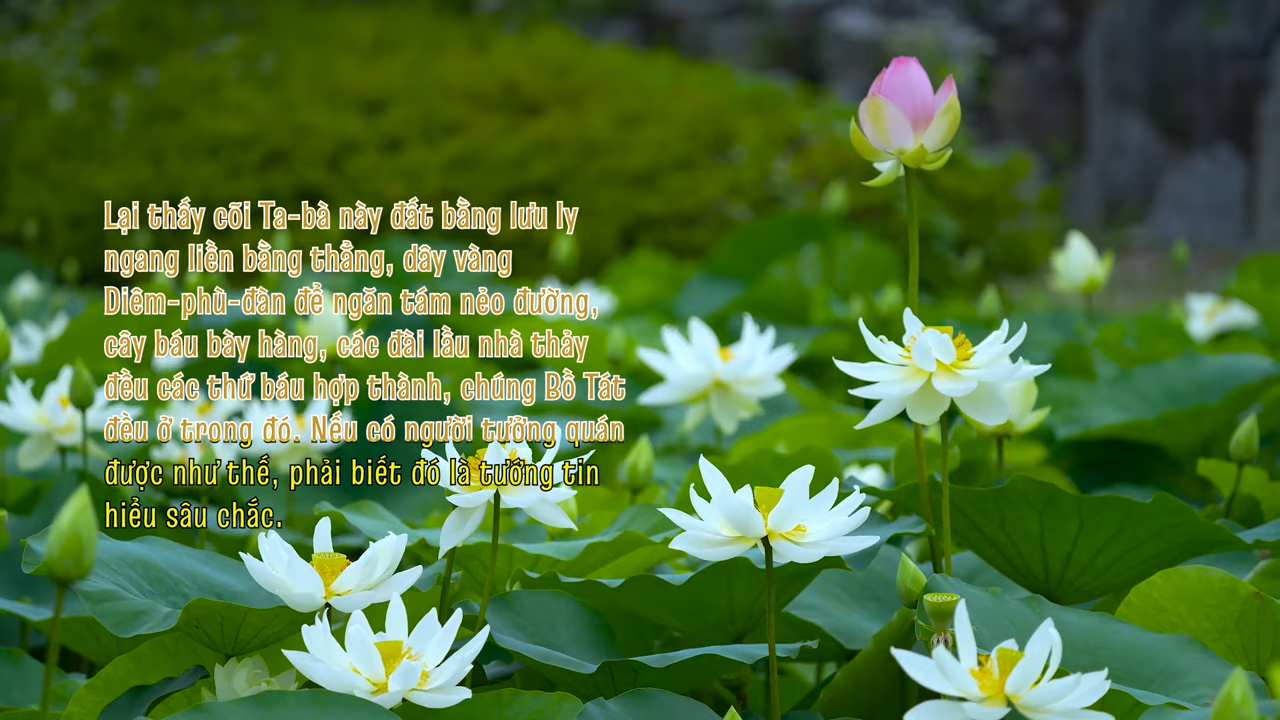 Lại thấy cõi Ta-bà này đất bằng lưu ly
ngang liền bằng thẳng, dây vàng
Diêm-phù-đàn để ngăn tám nẻo đường,
cây báu bày hàng, các đài lầu nhà thảy
đều các thứ báu hợp thành, chúng Bồ Tát
đều ở trong đó. Nếu có người tưởng quán
được như thế, phải biết đó là tướng tin
hiểu sâu chắc.